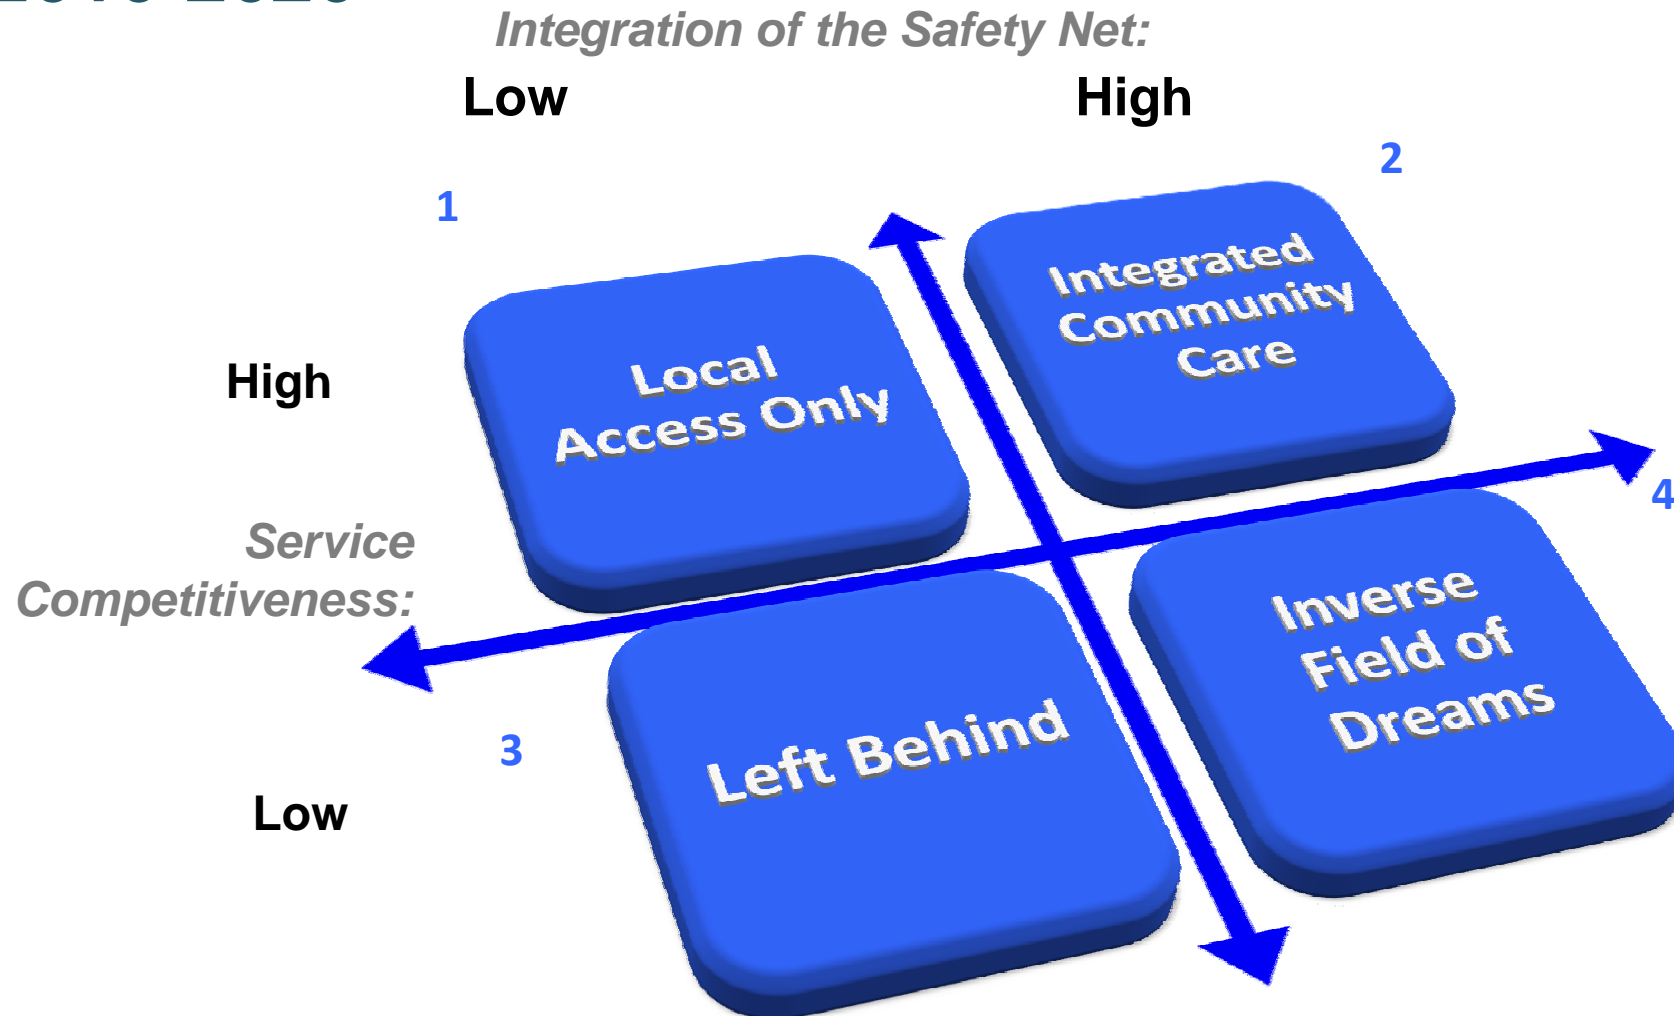 Integration of the Safety Net:
Low High
1
2
Local
Access Only
Integrated
Community
Care
High
Service
Competitiveness:
3
4
Left Behind
Inverse
Field of
Dreams
Low